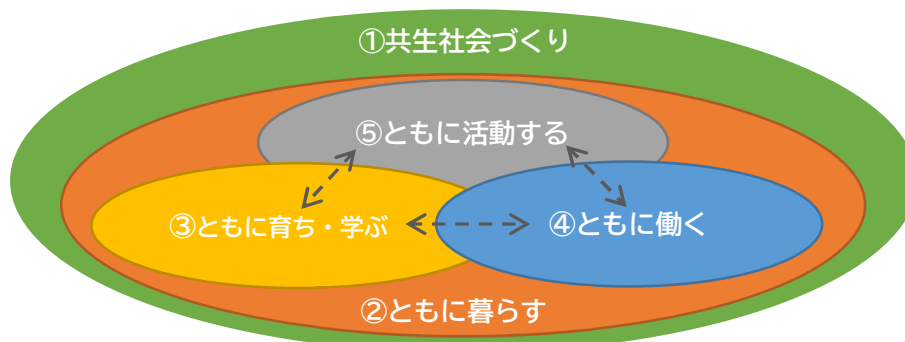 ①共生社会づくり
⑤ともに活動する
③ともに育ち・学ぶ
④ともに働く
②ともに暮らす